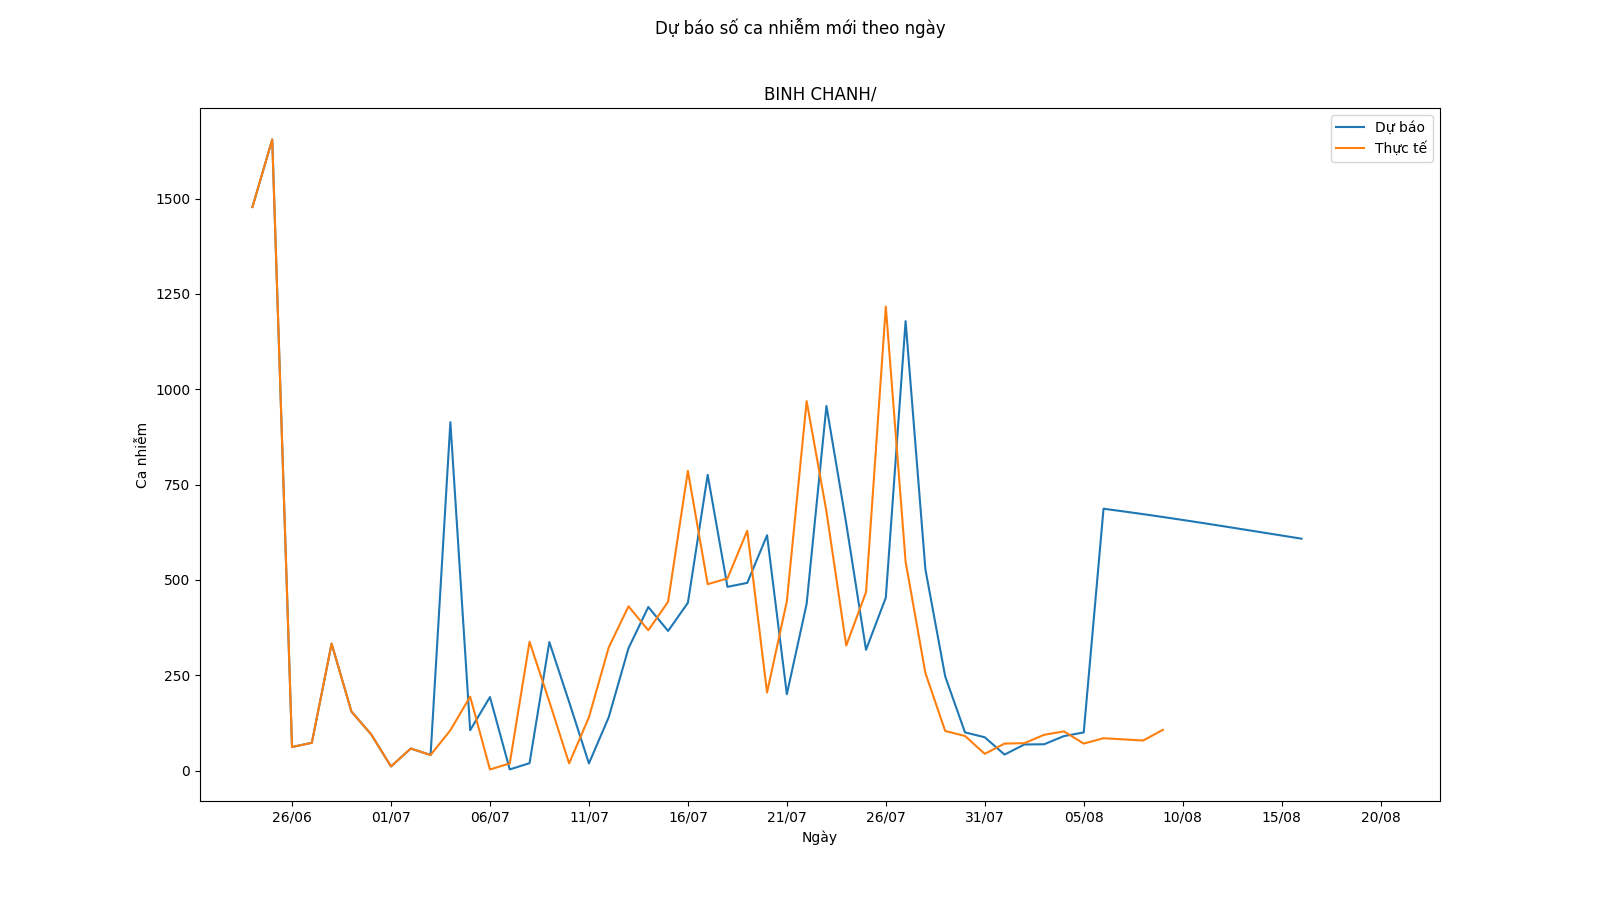 Dự báo số ca nhiễm mới theo ngày
BINH CHANH/
Dự báo
Thực tế
1500
1250
1000
750
500
250
0
Ca nhiễm
26/06 01/07 06/07 11/07 16/07 21/07 26/07 31/07 05/08 10/08 15/08 20/08
Ngày